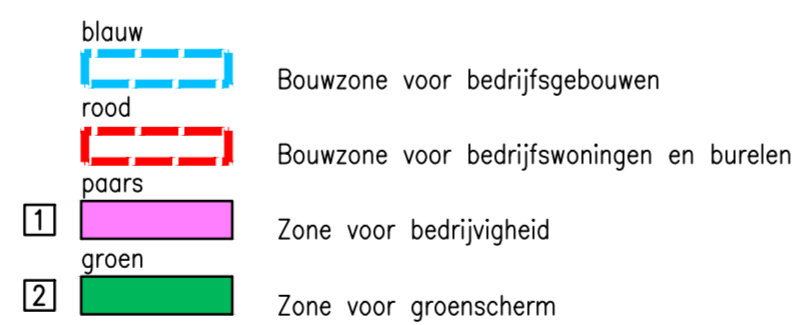 blauw
Bouwzone voor bedrijfsgebouwen
rood
Bouwzone voor bedrijfswoningen en burelen
paars
1 Zone voor bedrijvigheid
groen
2 Zone voor groenscherm